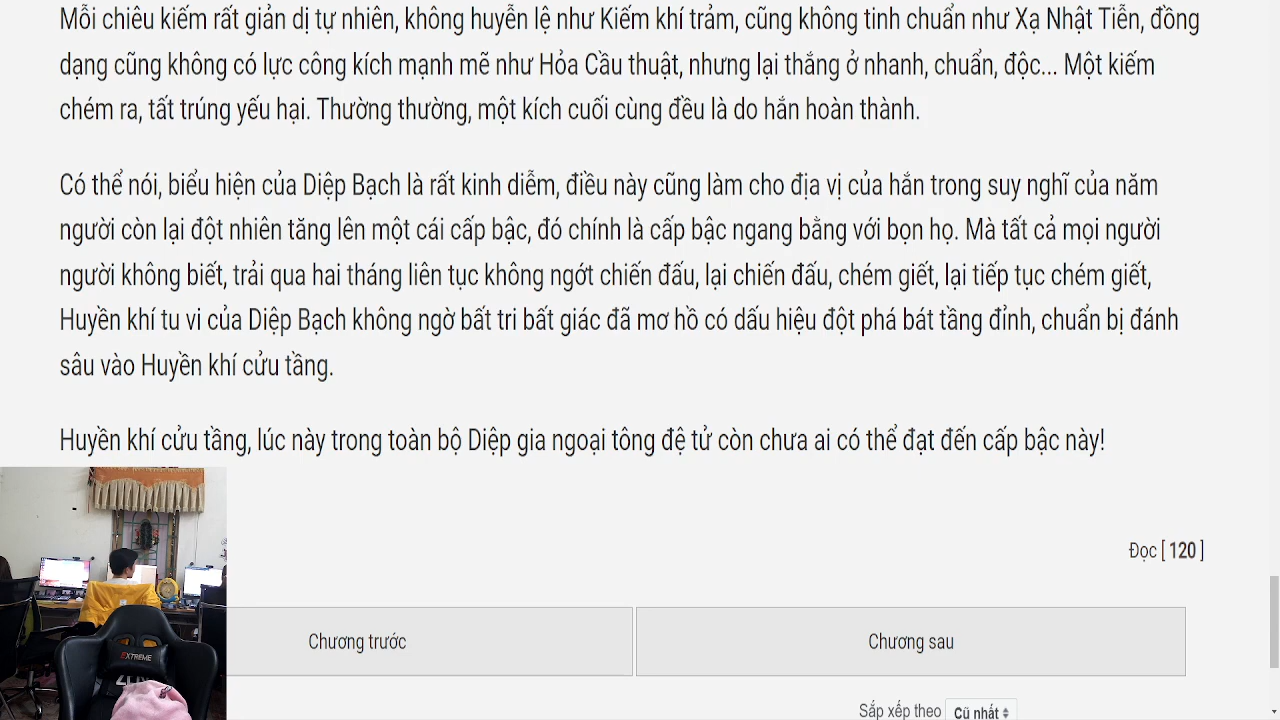 Mỗi chiêu kiếm rất giản dị tự nhiên, không huyễn lệ như Kiếm khí trảm, cũng không tinh chuẩn như Xạ Nhật Tiễn, đồng
dạng cũng không có lực công kích mạnh mẽ như Hỏa Cầu thuật, nhưng lại thắng ở nhanh, chuẩn, độc... Một kiếm
chém ra, tất trúng yếu hại. Thường thường, một kích cuối cùng đều là do hắn hoàn thành.
Có thể nói, biểu hiện của Diệp Bạch là rất kinh diễm, điều này cũng làm cho địa vị của hắn trong suy nghĩ của năm
người còn lại đột nhiên tăng lên một cái cấp bậc, đó chính là cấp bậc ngang bằng với bọn họ. Mà tất cả mọi người
người không biết, trải qua hai tháng liên tục không ngớt chiến đấu, lại chiến đấu, chém giết, lại tiếp tục chém giết,
Huyền khí tu vi của Diệp Bạch không ngờ bất tri bất giác đã mơ hồ có dấu hiệu đột phá bát tầng đỉnh, chuẩn bị đánh
sâu vào Huyền khí cửu tầng.
Huyền khí cửu tầng, lúc này trong toàn bộ Diệp gia ngoại tông đệ tử còn chưa ai có thể đạt đến cấp bậc này!
Đọc [ 120 ]
Chương trước
Chương sau
EXTREME
Sắp xếp theo Cũ nhất